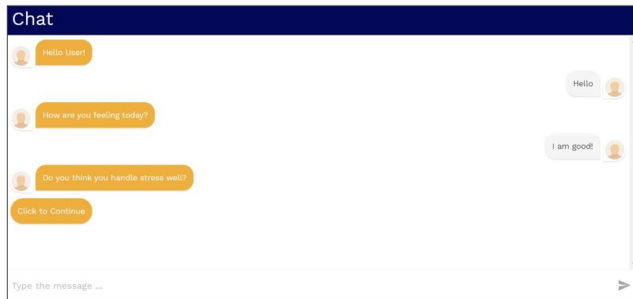 Chat
Hello User!
Hello
How are you feeling today?
I am good!
Do you think you handle stress well?
Click to Continue
Type the message ...